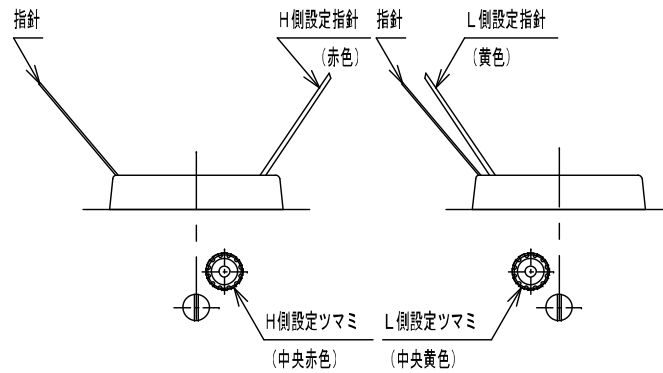 指針
H側設定指針
(赤色)
指針
L側設定指針
(黄色)
H側設定ツマミ
(中央赤色)
L側設定ツマミ
(中央黄色)